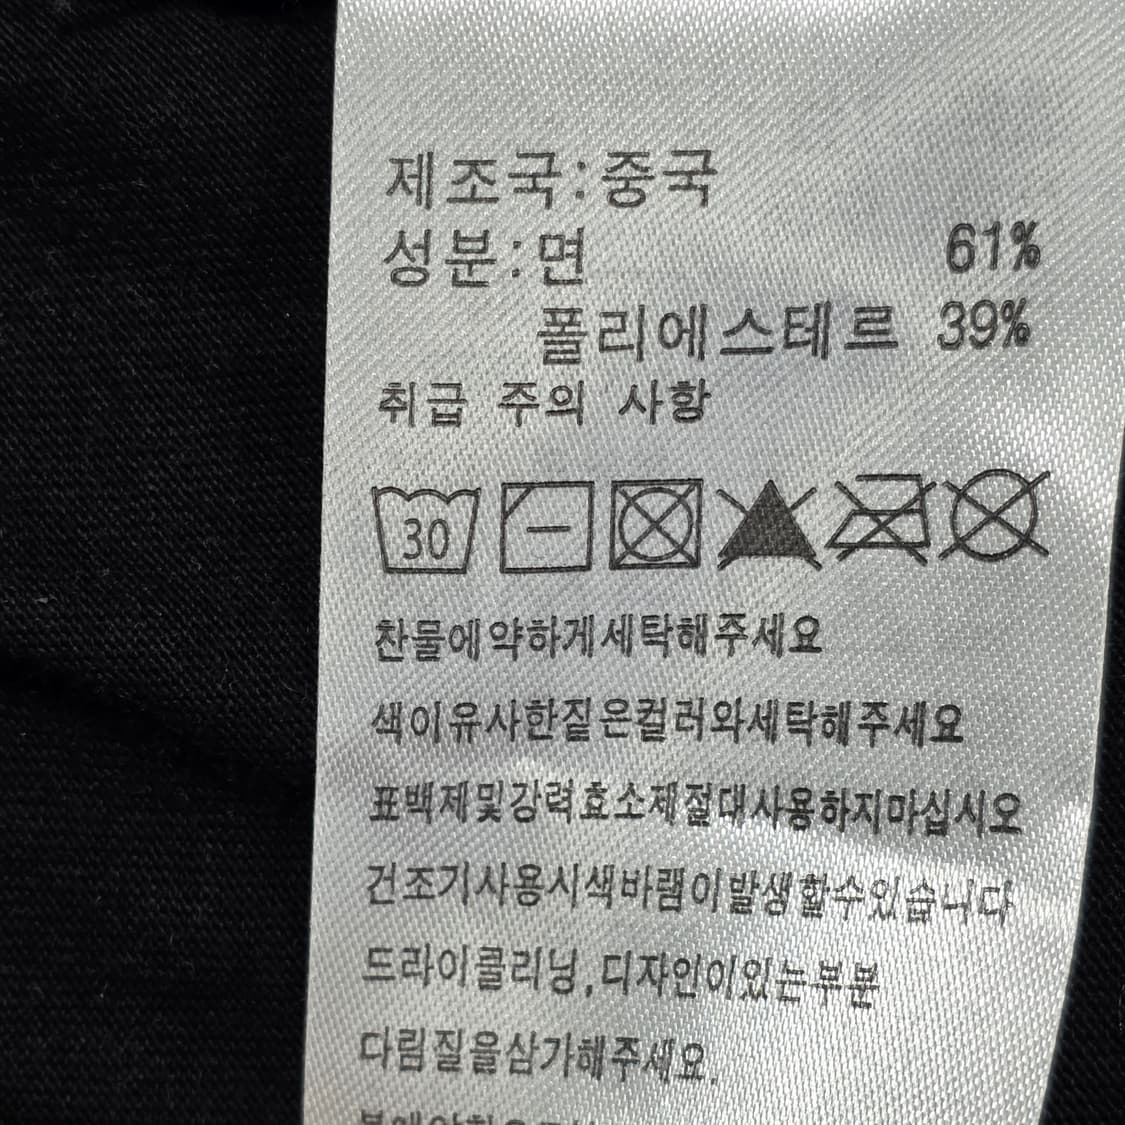 제조국:중국
성분:면 61%
폴리에스테르 39%
취급 주의 사항
30
찬물에약하게세탁해주세요
색이유사한짙은컬러와세탁해주세요
표백제및강력효소제절대사용하지마십시오
건조기사용시색바램이발생할수있습니다
드라이클리닝,디자인이있는부분
다림질을삼가해주세요.